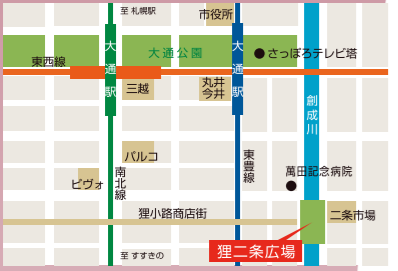 至 札幌駅
市役所
大通駅
大通公園
大通駅
さっぽろテレビ塔
東西線
三越
丸井
今井
創成川
パルコ
東豊線
萬田記念病院
ピヴォ
南北線
狸小路商店街
二条市場
至 すすきの
狸二条広場